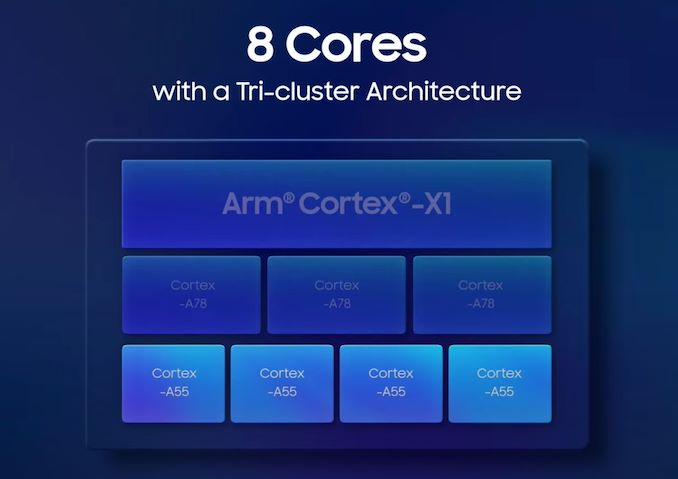 8 Cores
with a Tri-cluster Architecture
Arm® Cortex®-X1
Cortex
-A78
Cortex
-A78
Cortex
-A78
Cortex
-A55
Cortex
-A55
Cortex
-A55
Cortex
-A55